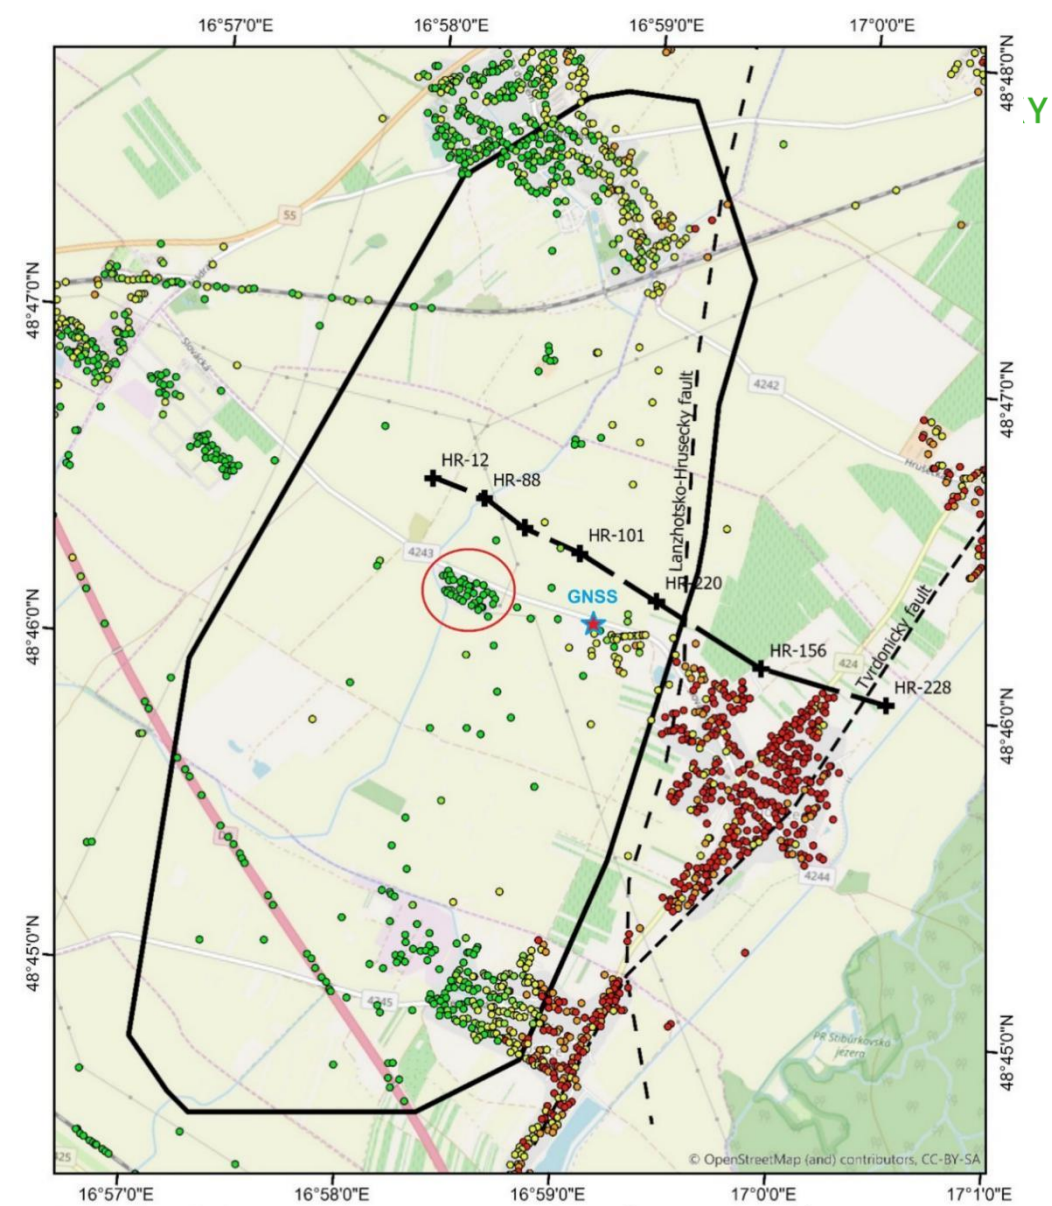 16°57'0"E 16°58'0"E 16°59'0"E 17°0'0"E
48°48'0"N
Y
55
48°47'0"N
Slovácká
4242
48°47'0"N
Lanzhotsko-Hrusecky fault
HR-12
HR-88
Hrušecká
HR-101
4243
HR-220
GNSS
48°46'0"N
HR-156
424
Tvrdonicky fault
HR-228
48°46'0"N
4244
48°45'0"N
4245
PR Stibůrkovská
jezera
48°45'0"N
425
© OpenStreetMap (and) contributors, CC-BY-SA
16°57'0"E 16°58'0"E 16°59'0"E 17°0'0"E 17°1'0"E